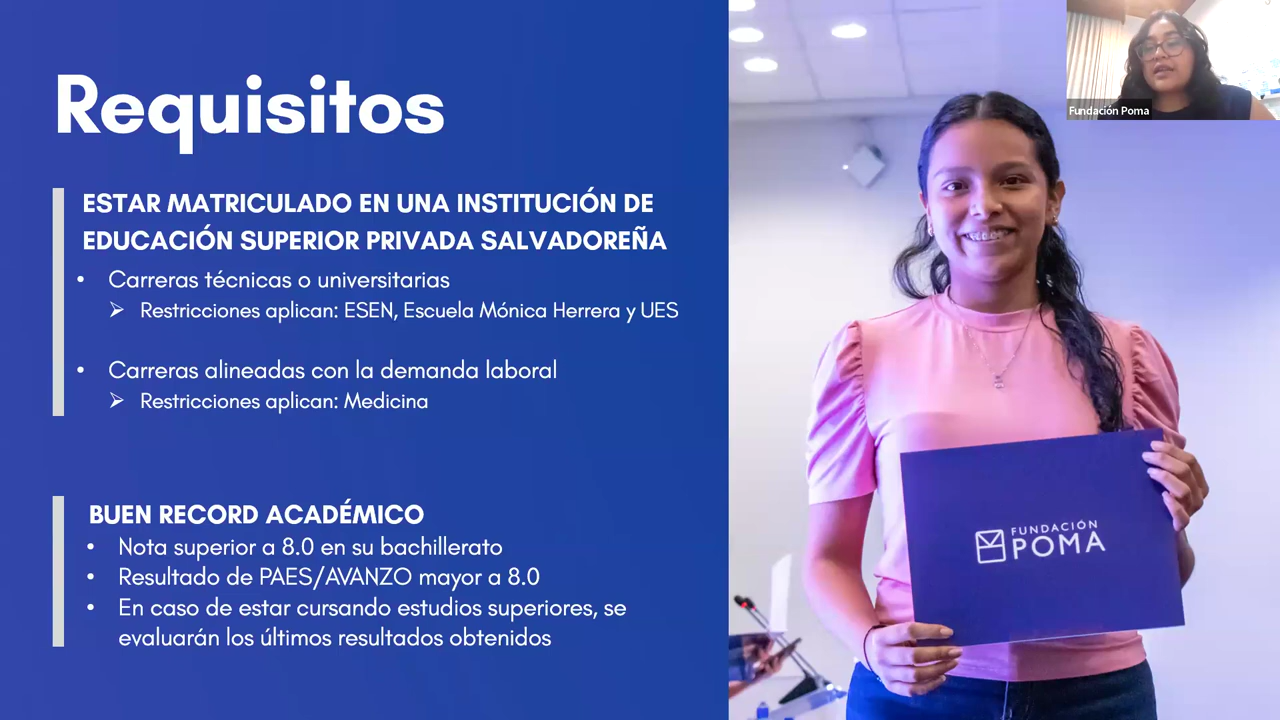 Requisitos
ESTAR MATRICULADO EN UNA INSTITUCIÓN DE
EDUCACIÓN SUPERIOR PRIVADA SALVADOREÑA
• Carreras técnicas o universitarias
➢ Restricciones aplican: ESEN, Escuela Mónica Herrera y UES
• Carreras alineadas con la demanda laboral
➢ Restricciones aplican: Medicina
BUEN RECORD ACADÉMICO
• Nota superior a 8.0 en su bachillerato
• Resultado de PAES/AVANZO mayor a 8.0
• En caso de estar cursando estudios superiores, se
evaluarán los últimos resultados obtenidos
Fundación Poma
FUNDACIÓN
POMA